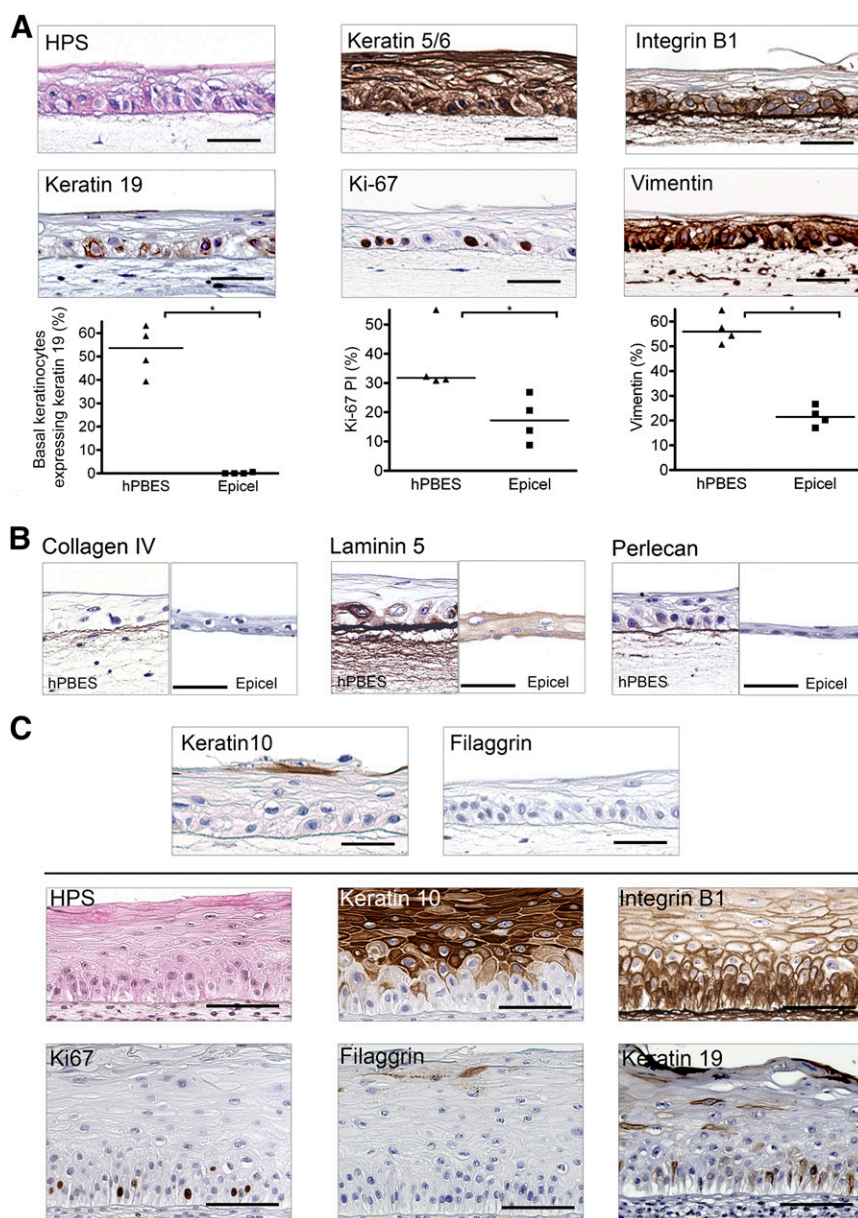 A
HPS
Keratin 5/6
Integrin B1
Keratin 19
Ki-67
Vimentin
Basal keratinocytes
expressing keratin 19 (%)
60
50
40
30
20
10
0
*
hPBES
Epicel
Ki-67 PI (%)
50
40
30
20
10
0
*
hPBES
Epicel
Vimentin (%)
60
50
40
30
20
10
0
*
hPBES
Epicel
B
Collagen IV
Laminin 5
Perlecan
hPBES
Epicel
hPBES
Epicel
hPBES
Epicel
C
Keratin10
Filaggrin
HPS
Keratin 10
Integrin B1
Ki67
Filaggrin
Keratin 19